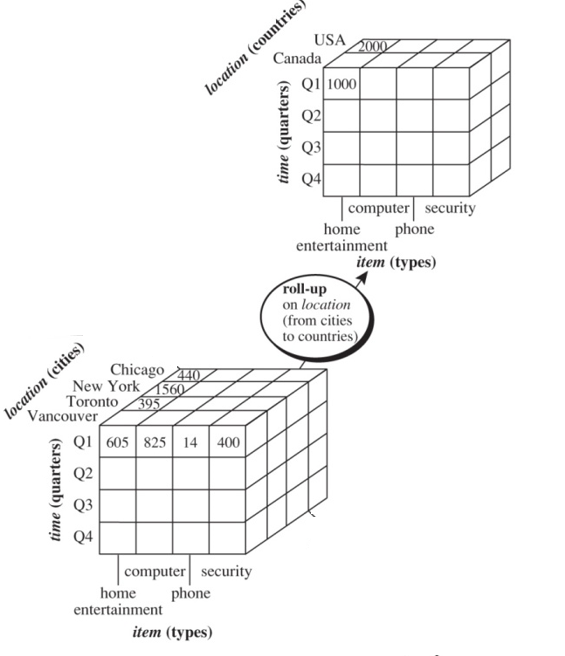 location (countries)
USA 2000
Canada
time (quarters)
Q1 1000
Q2
Q3
Q4
computer security
home phone
entertainment
item (types)
roll-up
on location
(from cities
to countries)
location (cities)
Chicago 440
New York 1560
Toronto 395
Vancouver
time (quarters)
Q1 605 825 14 400
Q2
Q3
Q4
computer security
home phone
entertainment
item (types)